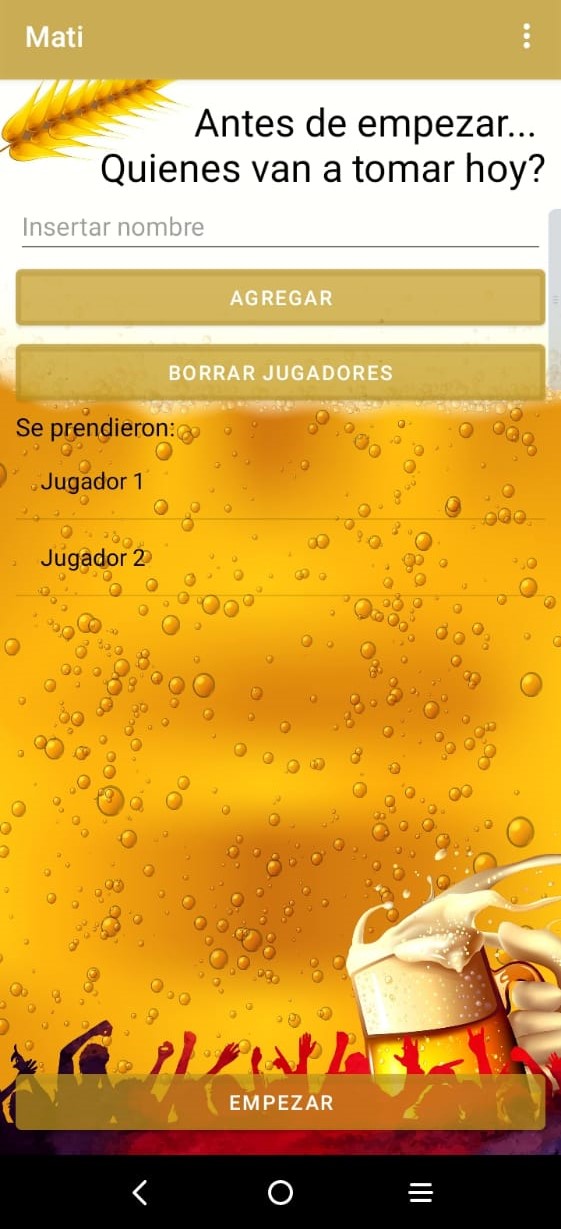 Mati
Antes de empezar...
Quienes van a tomar hoy?
Insertar nombre
AGREGAR
BORRAR JUGADORES
Se prendieron:
Jugador 1
Jugador 2
EMPEZAR